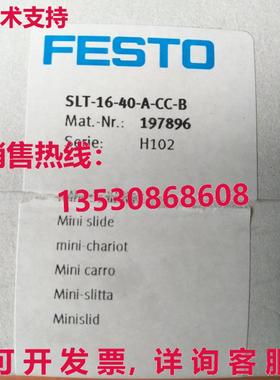 术支持
FESTO
SLT-16-40-A-CC-B
Mat.-Nr.: 197896
Serie: H102
销售热线：
13530868608
Mini slide
mini-chariot
Mini carro
Mini-slitta
Minislid
可开发票，详询客服